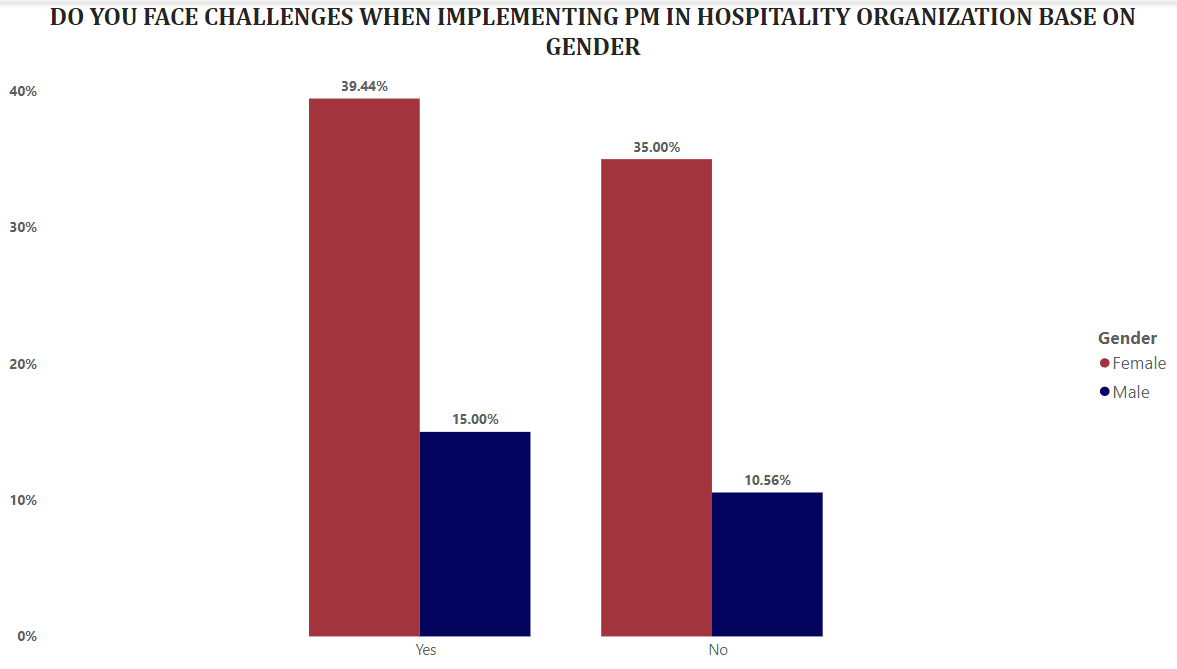 DO YOU FACE CHALLENGES WHEN IMPLEMENTING PM IN HOSPITALITY ORGANIZATION BASE ON
GENDER
40%
39.44%
35.00%
30%
Gender
Female
20%
Male
15.00%
10.56%
10%
0%
Yes
No